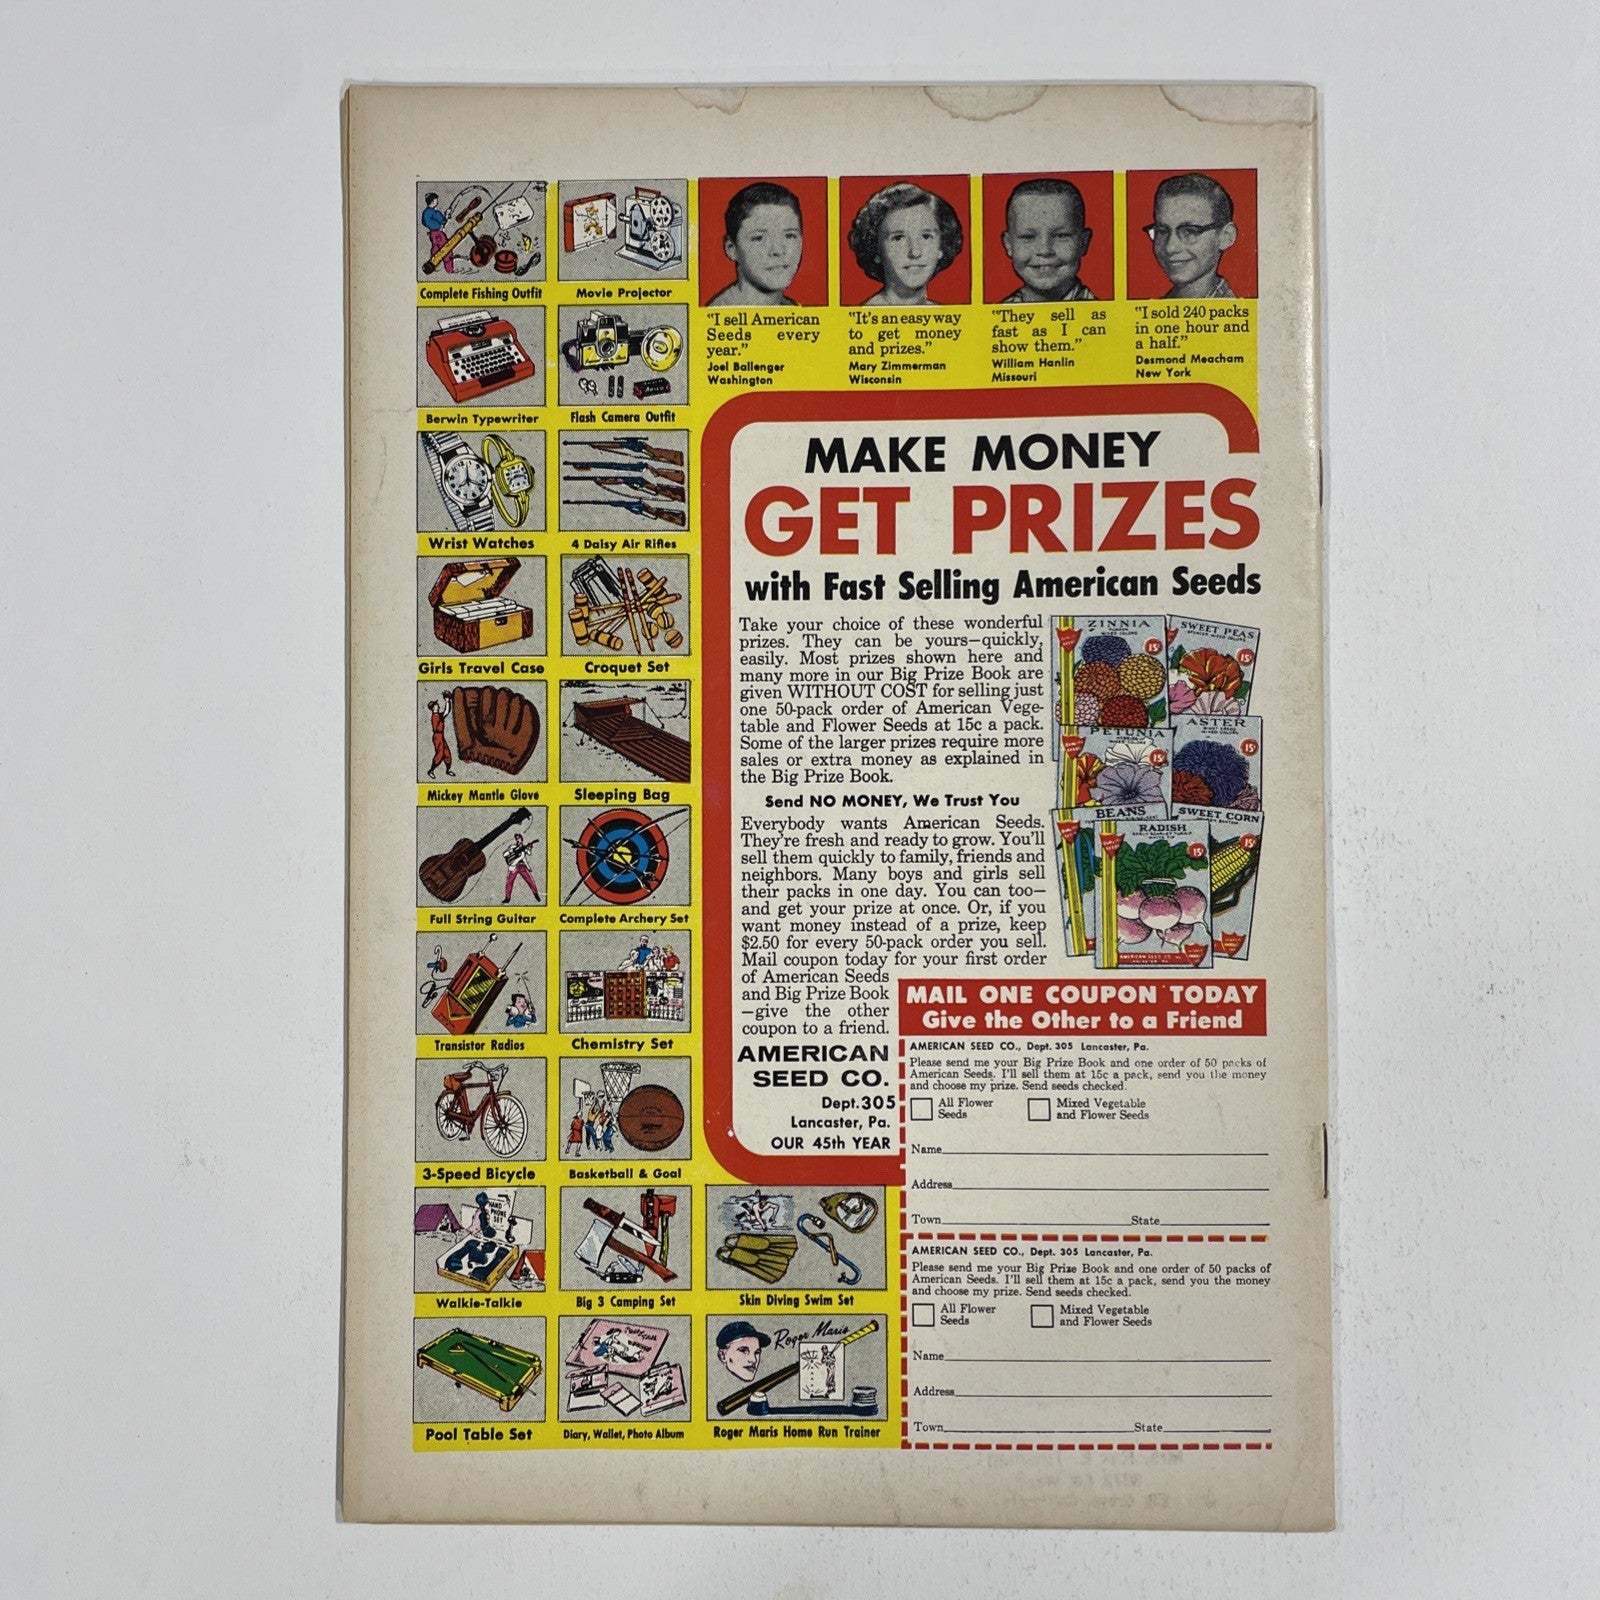 Complete Fishing Outfit
Movie Projector
Berwin Typewriter
Flash Camera Outfit
Wrist Watches
4 Daisy Air Rifles
Girls Travel Case
Croquet Set
Mickey Mantle Glove
Sleeping Bag
Full String Guitar
Complete Archery Set
Transistor Radios
Chemistry Set
3-Speed Bicycle
Basketball & Goal
HAND
PHONE
SET
Walkie-Talkie
Big 3 Camping Set
Skin Diving Swim Set
Pool Table Set
Diary, Wallet, Photo Album
Roger Maris
Roger Maris Home Run Trainer
"I sell American
Seeds every
year."
Joel Ballenger
Washington
"It's an easy way
to get money
and prizes."
Mary Zimmerman
Wisconsin
"They sell as
fast as I can
show them."
William Hanlin
Missouri
"I sold 240 packs
in one hour and
a half."
Desmond Meacham
New York
MAKE MONEY
GET PRIZES
with Fast Selling American Seeds
Take your choice of these wonderful
prizes. They can be yours—quickly,
easily. Most prizes shown here and
many more in our Big Prize Book are
given WITHOUT COST for selling just
one 50-pack order of American Vege-
table and Flower Seeds at 15c a pack.
Some of the larger prizes require more
sales or extra money as explained in
the Big Prize Book.
Send NO MONEY, We Trust You
Everybody wants American Seeds.
They're fresh and ready to grow. You'll
sell them quickly to family, friends and
neighbors. Many boys and girls sell
their packs in one day. You can too—
and get your prize at once. Or, if you
want money instead of a prize, keep
$2.50 for every 50-pack order you sell.
Mail coupon today for your first order
of American Seeds
and Big Prize Book
—give the other
coupon to a friend.
AMERICAN
SEED CO.
Dept. 305
Lancaster, Pa.
OUR 45th YEAR
ZINNIA
MIXED COLORS
15¢
SWEET PEAS
15¢
PETUNIA
MIXED COLORS
15¢
ASTER
MIXED COLORS
15¢
BEANS
SWEET CORN
15¢
RADISH
15¢
AMERICAN SEED CO.
MAIL ONE COUPON TODAY
Give the Other to a Friend
AMERICAN SEED CO., Dept. 305 Lancaster, Pa.
Please send me your Big Prize Book and one order of 50 packs of
American Seeds. I'll sell them at 15c a pack, send you the money
and choose my prize. Send seeds checked.
All Flower
Seeds
Mixed Vegetable
and Flower Seeds
Name
Address
Town State
AMERICAN SEED CO., Dept. 305 Lancaster, Pa.
Please send me your Big Prize Book and one order of 50 packs of
American Seeds. I'll sell them at 15c a pack, send you the money
and choose my prize. Send seeds checked.
All Flower
Seeds
Mixed Vegetable
and Flower Seeds
Name
Address
Town State